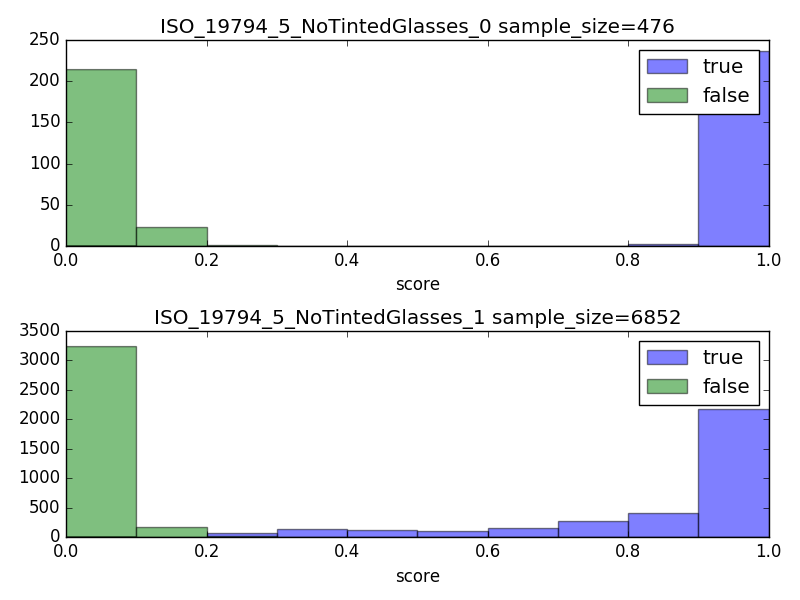 ISO_19794_5_NoTintedGlasses_0 sample_size=476
250
200
150
100
50
0
true
false
0.0 0.2 0.4 0.6 0.8 1.0
score
ISO_19794_5_NoTintedGlasses_1 sample_size=6852
3500
3000
2500
2000
1500
1000
500
0
true
false
0.0 0.2 0.4 0.6 0.8 1.0
score